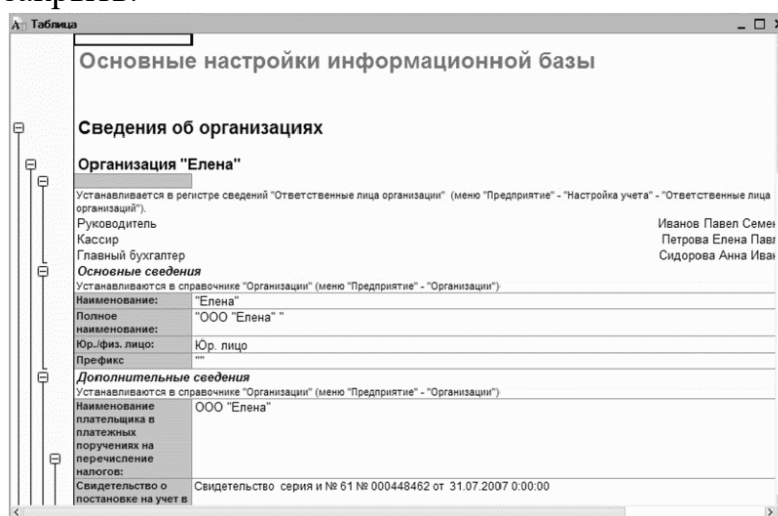 закрыть.
Таблица
Основные настройки информационной базы
Сведения об организациях
Организация "Елена"
Устанавливается в регистре сведений "Ответственные лица организации" (меню "Предприятие" - "Настройка учета" - "Ответственные лица
организаций").
Руководитель Иванов Павел Семен
Кассир Петрова Елена Пав
Главный бухгалтер Сидорова Анна Иван
Основные сведения
Устанавливаются в справочнике "Организации" (меню "Предприятие" - "Организации")
Наименование: "Елена"
Полное "ООО "Елена" "
наименование:
Юр./физ. лицо: Юр. лицо
Префикс ""
Дополнительные сведения
Устанавливаются в справочнике "Организации" (меню "Предприятие" - "Организации")
Наименование ООО "Елена"
плательщика в
платежных
поручениях на
перечисление
налогов:
Свидетельство о Свидетельство серия и № 61 № 000448462 от 31.07.2007 0:00:00
постановке на учет в